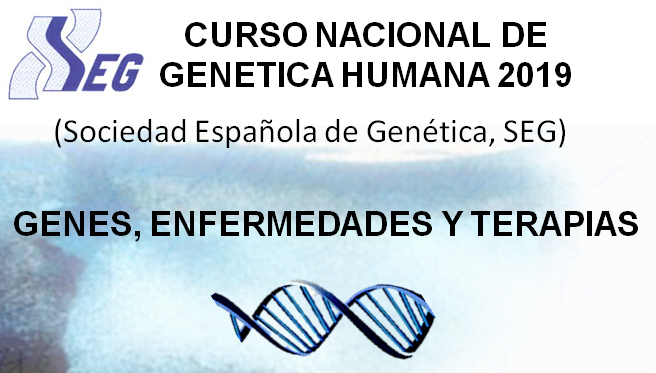 SEG
CURSO NACIONAL DE
GENETICA HUMANA 2019
(Sociedad Española de Genética, SEG)
GENES, ENFERMEDADES Y TERAPIAS